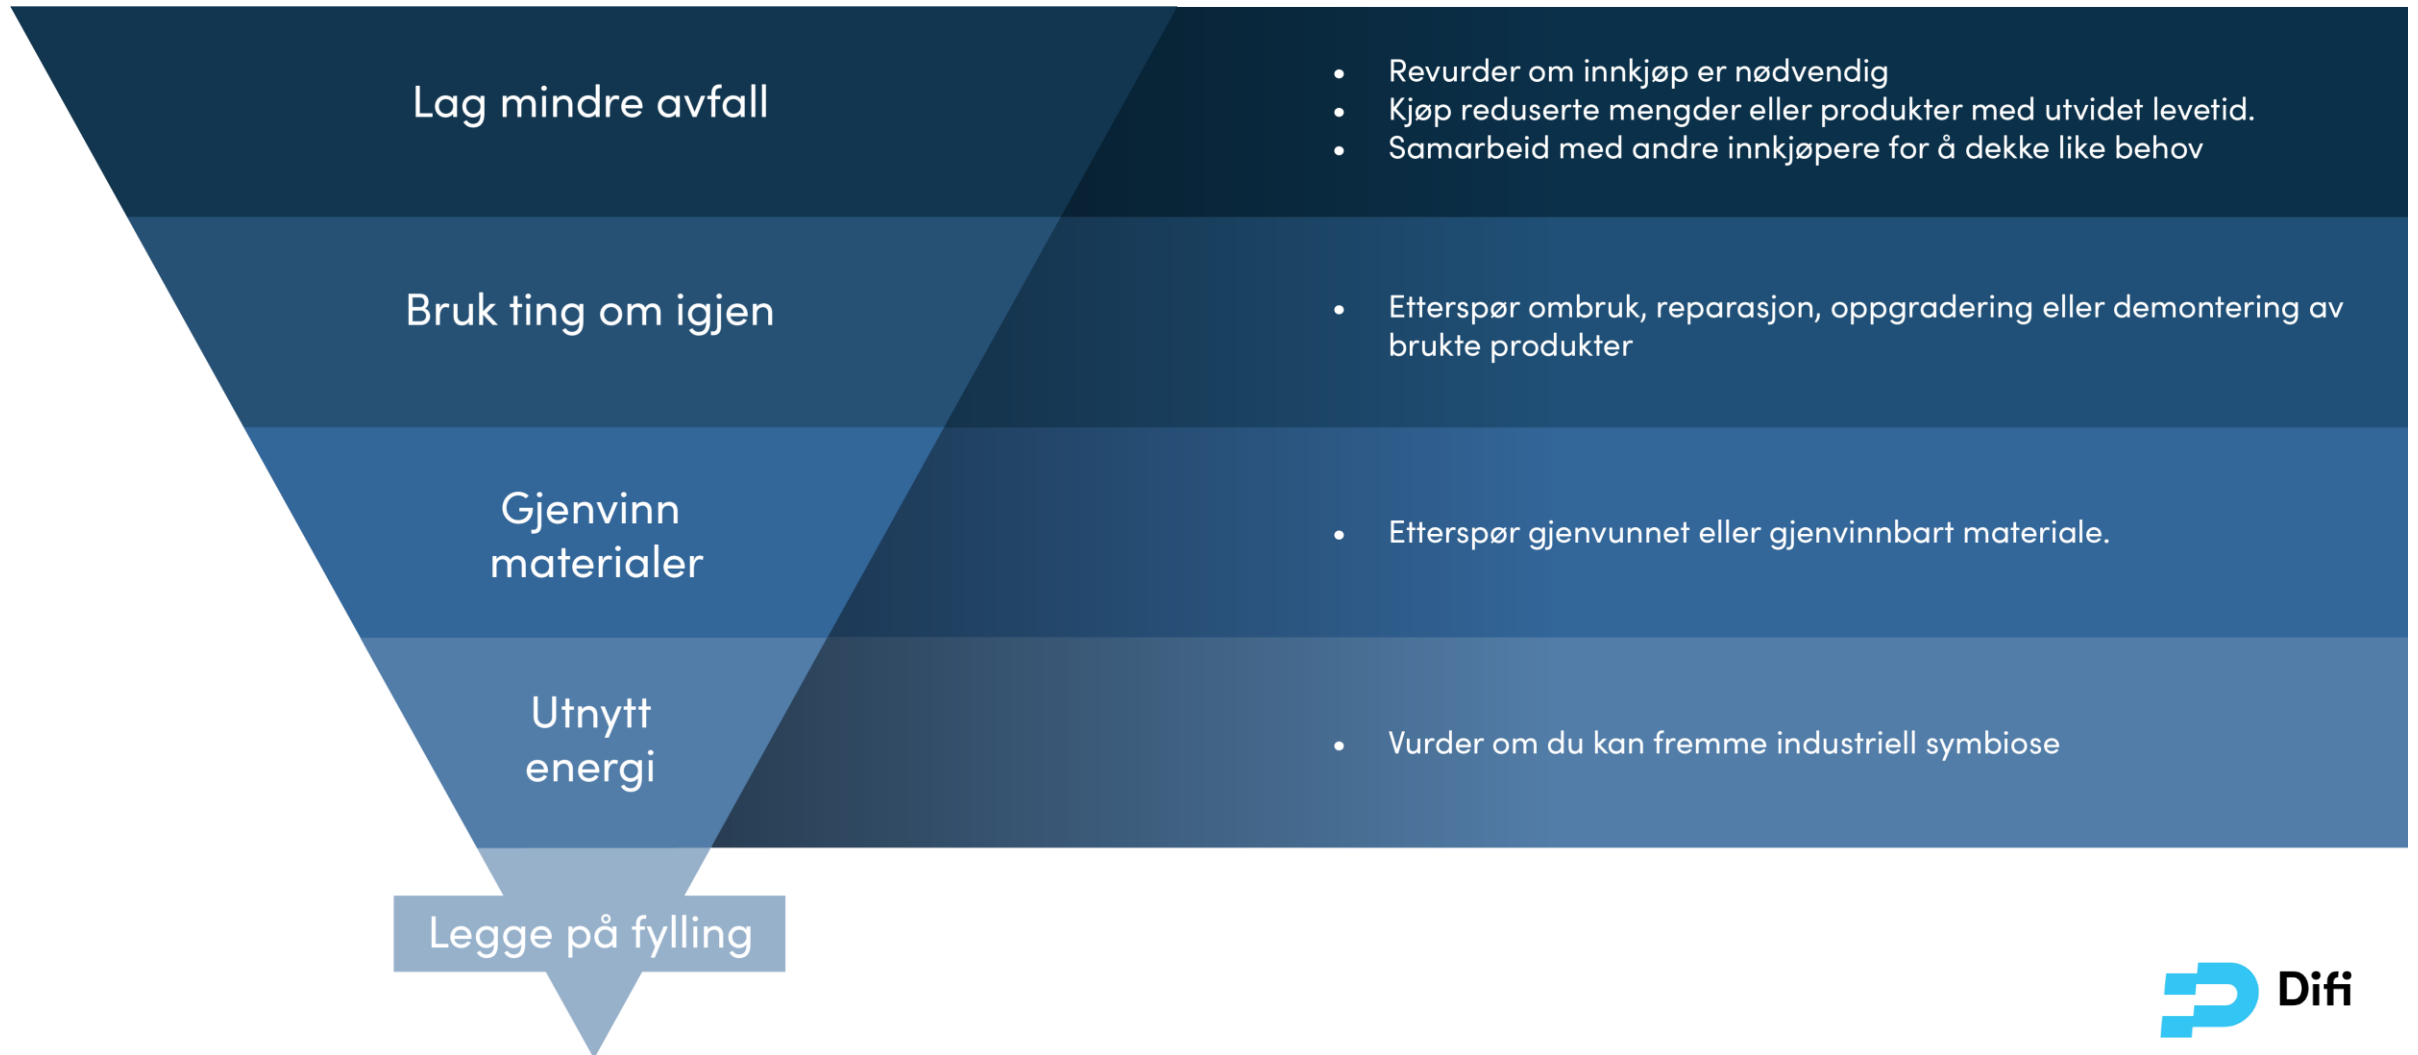 Lag mindre avfall
• Revurder om innkjøp er nødvendig
• Kjøp reduserte mengder eller produkter med utvidet levetid.
• Samarbeid med andre innkjøpere for å dekke like behov
Bruk ting om igjen
• Etterspør ombruk, reparasjon, oppgradering eller demontering av
brukte produkter
Gjenvinn
materialer
• Etterspør gjenvunnet eller gjenvinnbart materiale.
Utnytt
energi
• Vurder om du kan fremme industriell symbiose
Legge på fylling
Difi